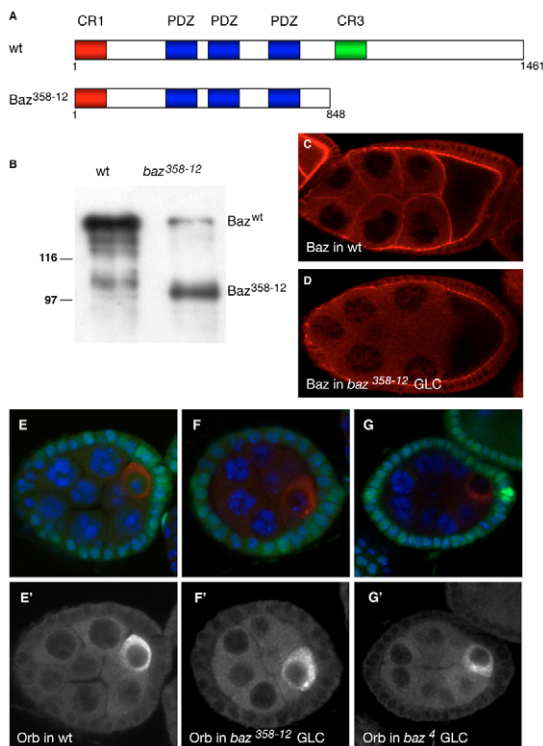 A
CR1 PDZ PDZ PDZ CR3
wt
1 1461
Baz358-12
1 848
B
wt baz358-12
Bazwt
116
97
Baz358-12
C
Baz in wt
D
Baz in baz 358-12 GLC
E F G
E' F' G'
Orb in wt Orb in baz 358-12 GLC Orb in baz 4 GLC